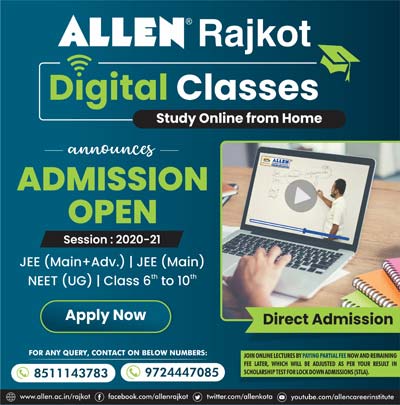 ALLEN® Rajkot
Digital Classes
Study Online from Home
announces
ADMISSION
OPEN
Session : 2020-21
JEE (Main+Adv.) | JEE (Main)
NEET (UG) | Class 6th to 10th
Apply Now
ALLEN
Direct Admission
FOR ANY QUERY, CONTACT ON BELOW NUMBERS:
8511143783
9724447085
JOIN ONLINE LECTURES BY PAYING PARTIAL FEE NOW AND REMAINING
FEE LATER, WHICH WILL BE ADJUSTED AS PER YOUR RESULT IN
SCHOLARSHIP TEST FOR LOCK DOWN ADMISSIONS (STLA).
www.allen.ac.in/rajkot
facebook.com/allenrajkot
twitter.com/allenkota
youtube.com/allencareerinstitute